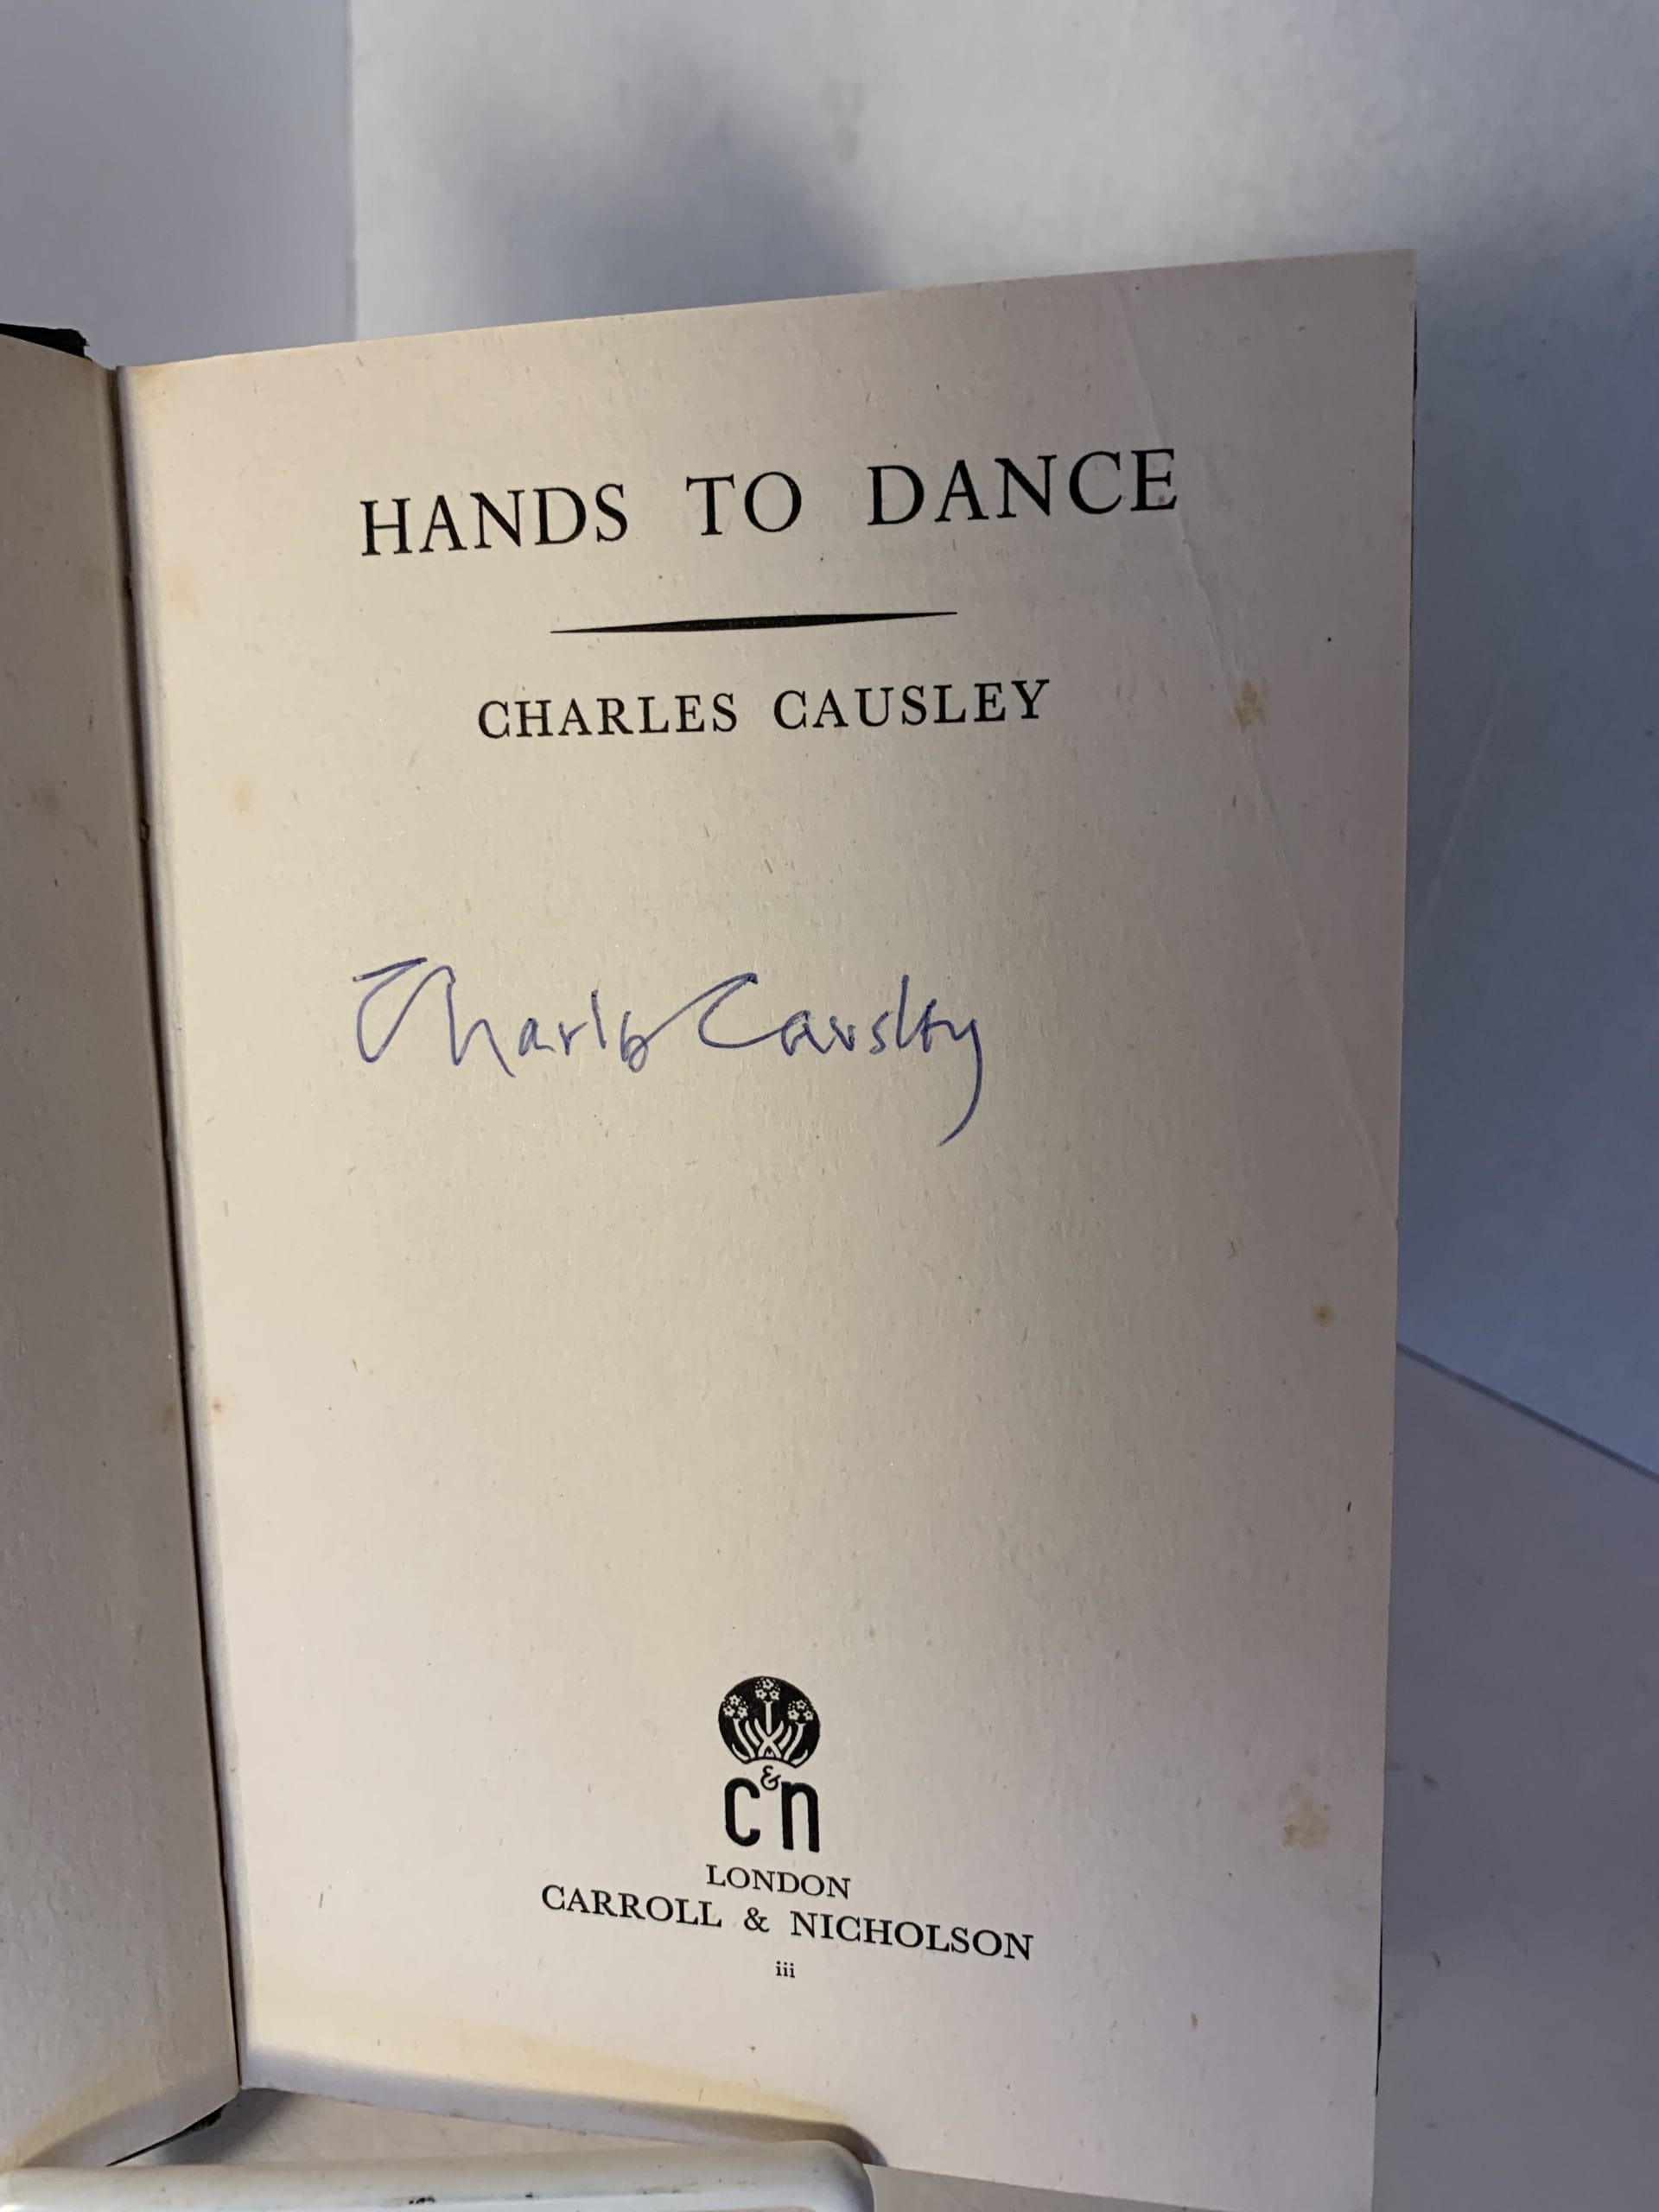 HANDS TO DANCE
CHARLES CAUSLEY
Charles Causley
c&n
LONDON
CARROLL & NICHOLSON
iii